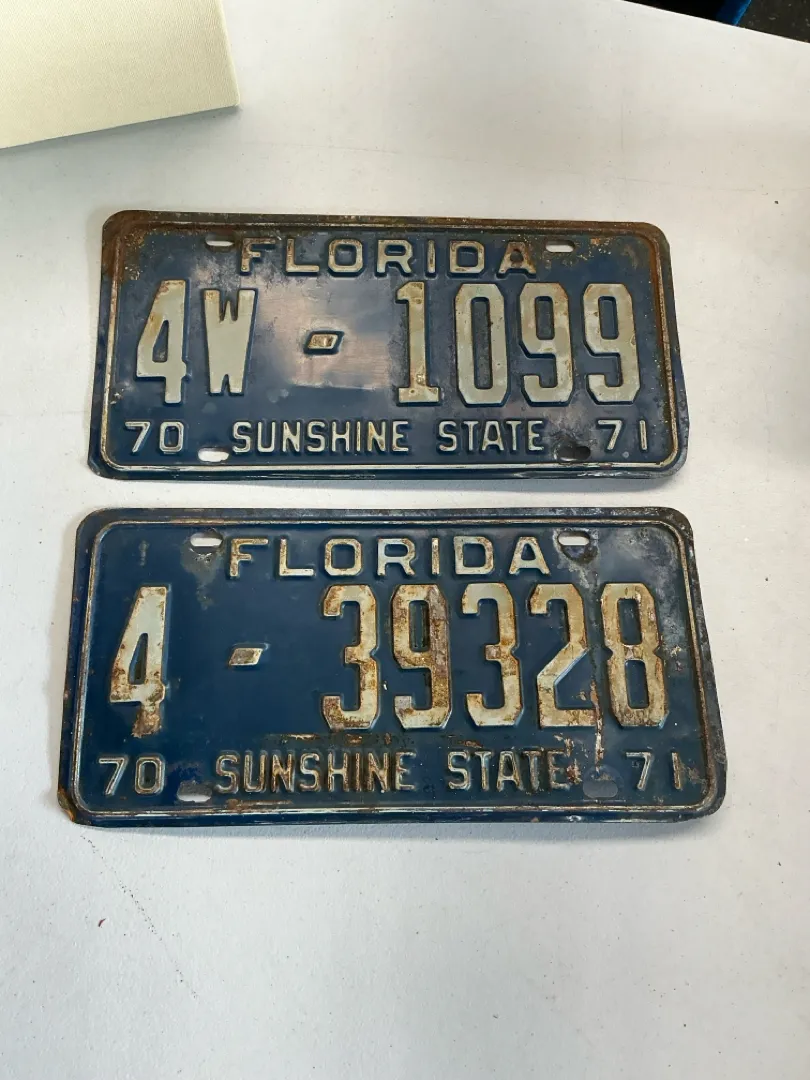 FLORIDA
4W - 1099
70 SUNSHINE STATE 71
FLORIDA
4 - 39328
70 SUNSHINE STATE 71